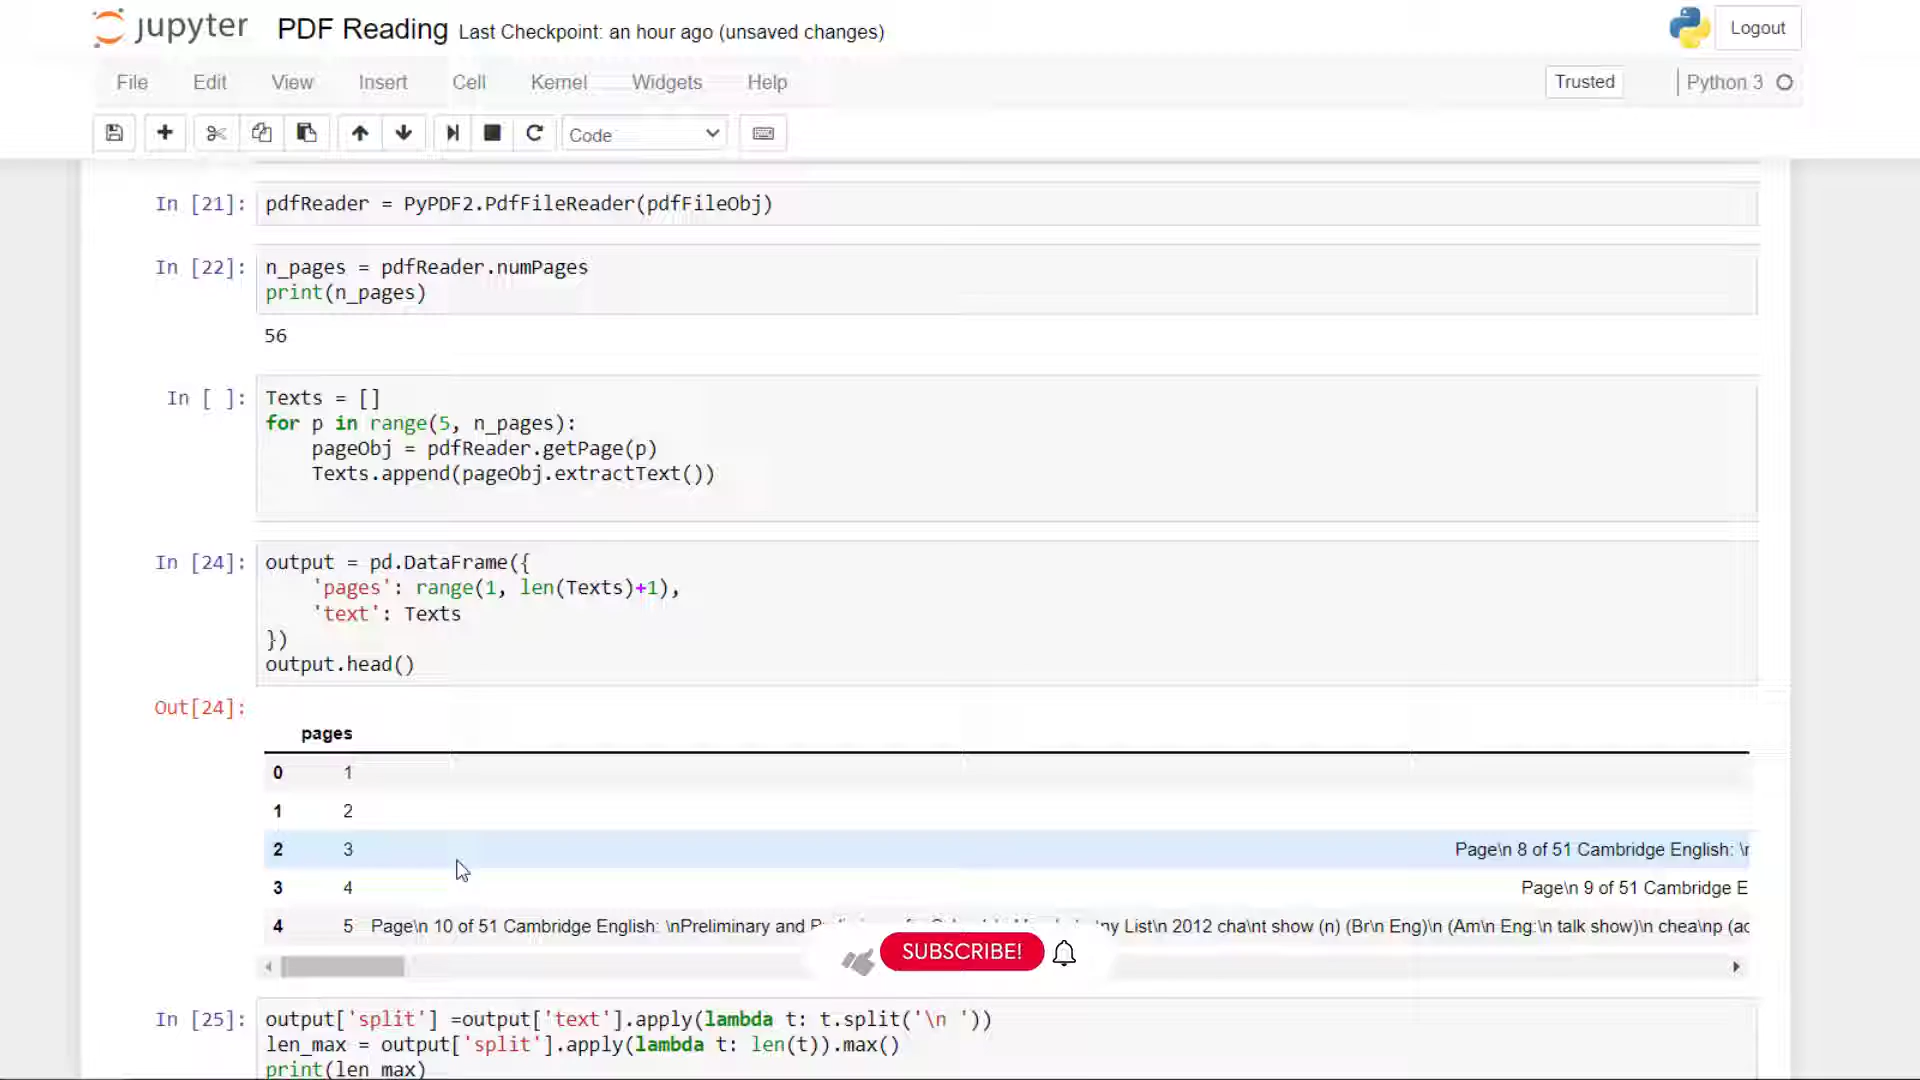 jupyter PDF Reading Last Checkpoint: an hour ago (unsaved changes) Logout
File Edit View Insert Cell Kernel Widgets Help Trusted Python 3
Code
In [21]: pdfReader = PyPDF2.PdfFileReader(pdfFileObj)
In [22]: n_pages = pdfReader.numPages
print(n_pages)
56
In [ ]: Texts = []
for p in range(5, n_pages):
pageObj = pdfReader.getPage(p)
Texts.append(pageObj.extractText())
In [24]: output = pd.DataFrame({
'pages': range(1, len(Texts)+1),
'text': Texts
})
output.head()
Out[24]:
pages
0 1
1 2
2 3 Page\n 8 of 51 Cambridge English: \n
3 4 Page\n 9 of 51 Cambridge E
4 5 Page\n 10 of 51 Cambridge English: \nPreliminary and List\n 2012 cha\nt show (n) (Br\n Eng)\n (Am\n Eng:\n talk show)\n chea\np (ad
SUBSCRIBE!
In [25]: output['split'] =output['text'].apply(lambda t: t.split('\n '))
len_max = output['split'].apply(lambda t: len(t)).max()
print(len_max)